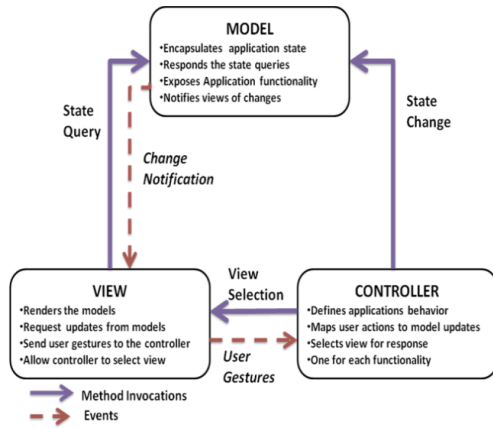 MODEL
•Encapsulates application state
•Responds the state queries
•Exposes Application functionality
•Notifies views of changes
State
Query
Change
Notification
State
Change
VIEW
•Renders the models
•Request updates from models
•Send user gestures to the controller
•Allow controller to select view
View
Selection
User
Gestures
CONTROLLER
•Defines applications behavior
•Maps user actions to model updates
•Selects view for response
•One for each functionality
Method Invocations
Events